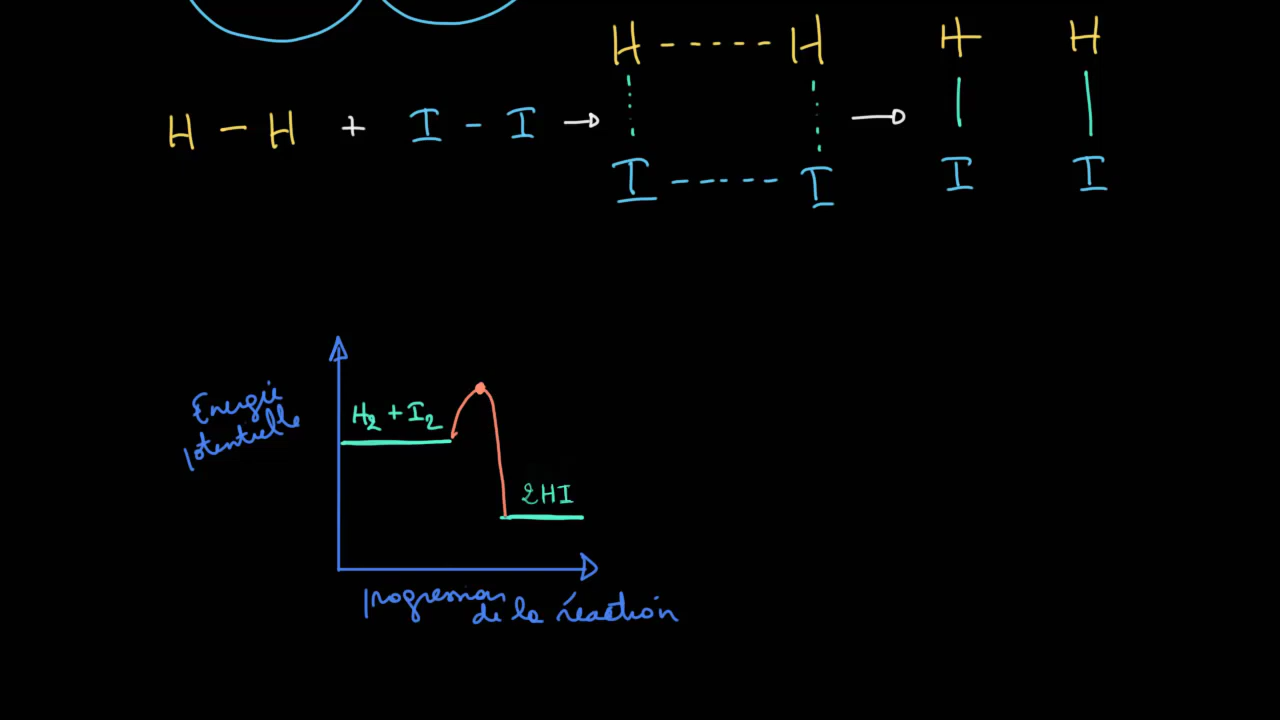 H ----- H
H H
H - H + I - I → →
I ----- I
I I
Energie
potentielle
H₂ + I₂
2HI
progression
de la réaction